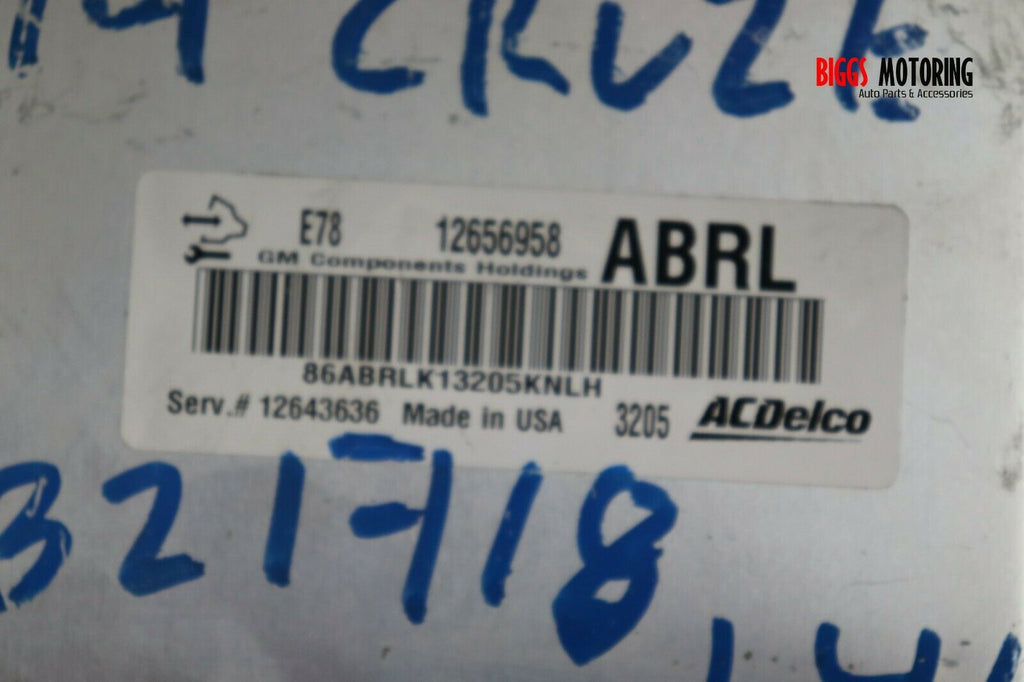 14 CRUZE
BIGGS MOTORING
Auto Parts & Accessories
E78 12656958 ABRL
GM Components Holdings
86ABRLK13205KNLH
Serv.# 12643636 Made in USA 3205 ACDelco
321718